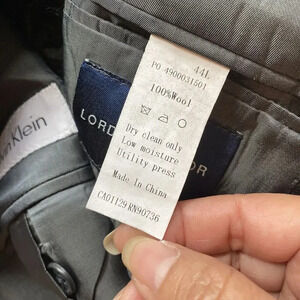 44L
PO 4900031501
100%Wool
Dry clean only
Low moisture
Utility press
Made In China
CA01129 RN90736
LORD
OR
Klein